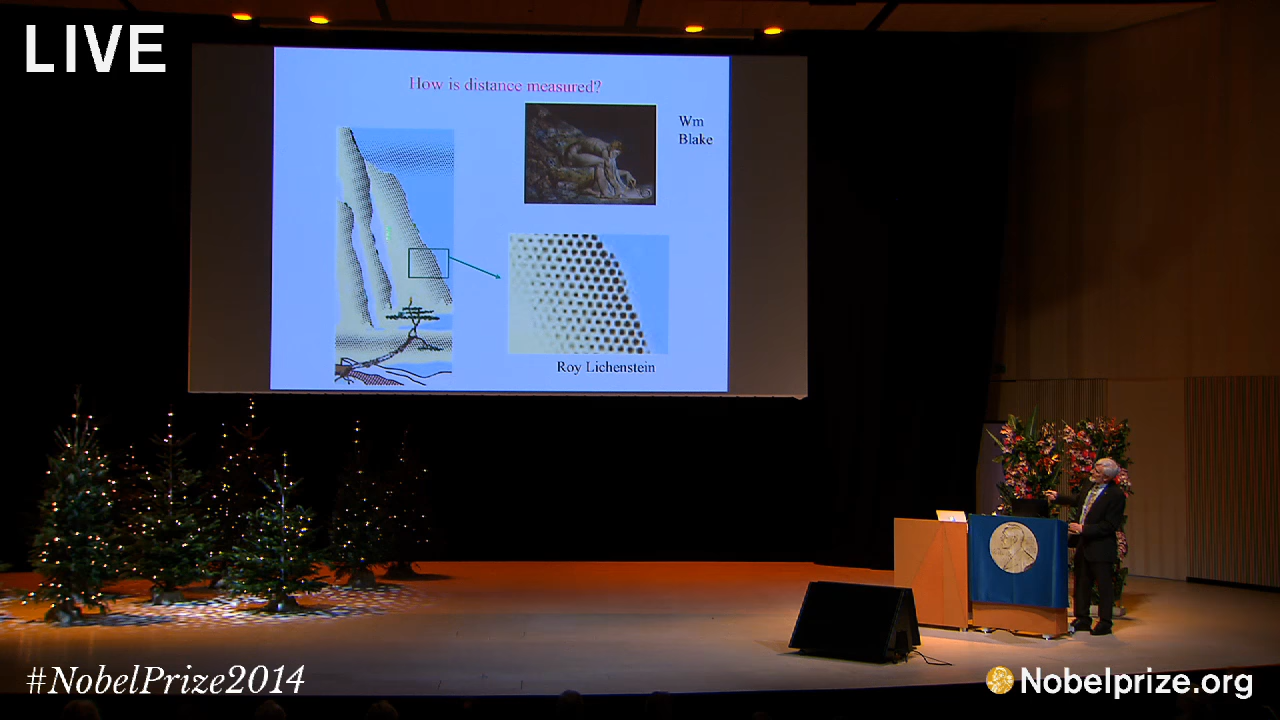 LIVE
How is distance measured?
Wm
Blake
Roy Lichenstein
#NobelPrize2014
Nobelprize.org